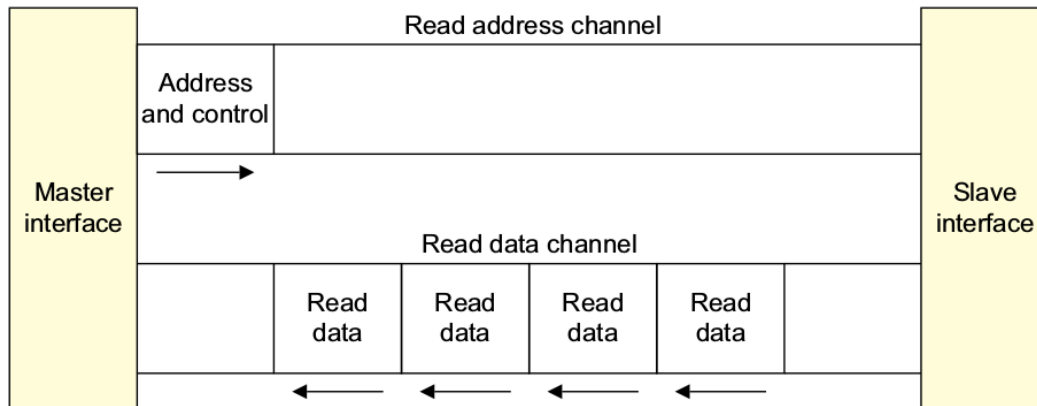 Read address channel
Address
and control
Master
interface
Slave
interface
Read data channel
Read
data
Read
data
Read
data
Read
data